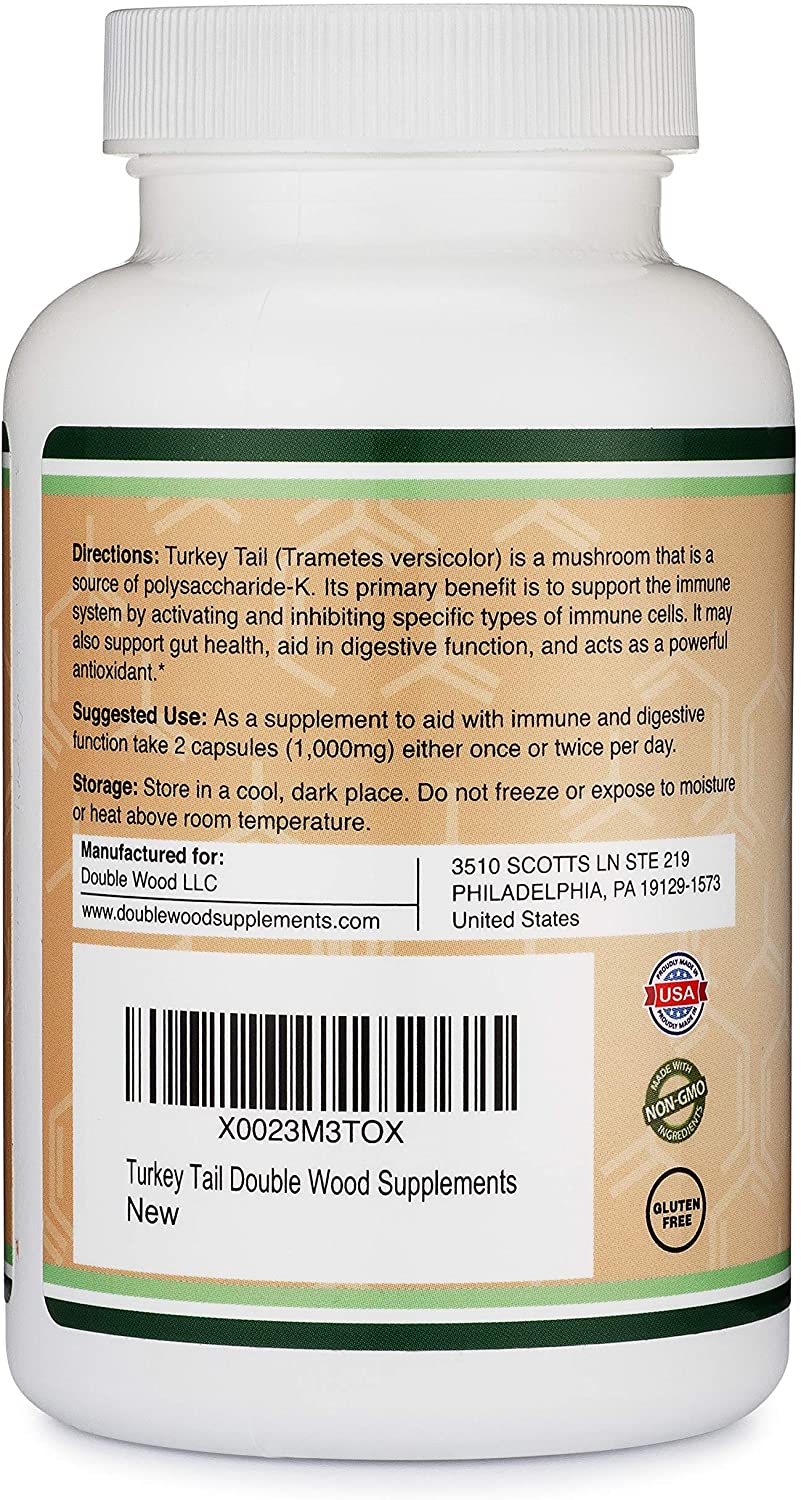 Directions: Turkey Tail (Trametes versicolor) is a mushroom that is a
source of polysaccharide-K. Its primary benefit is to support the immune
system by activating and inhibiting specific types of immune cells. It may
also support gut health, aid in digestive function, and acts as a powerful
antioxidant.*
Suggested Use: As a supplement to aid with immune and digestive
function take 2 capsules (1,000mg) either once or twice per day.
Storage: Store in a cool, dark place. Do not freeze or expose to moisture
or heat above room temperature.
Manufactured for:
Double Wood LLC
www.doublewoodsupplements.com
3510 SCOTTS LN STE 219
PHILADELPHIA, PA 19129-1573
United States
X0023M3TOX
Turkey Tail Double Wood Supplements
New
PROUDLY MADE IN
USA
PROUDLY MADE IN
MADE WITH
NON-GMO
INGREDIENTS
GLUTEN
FREE